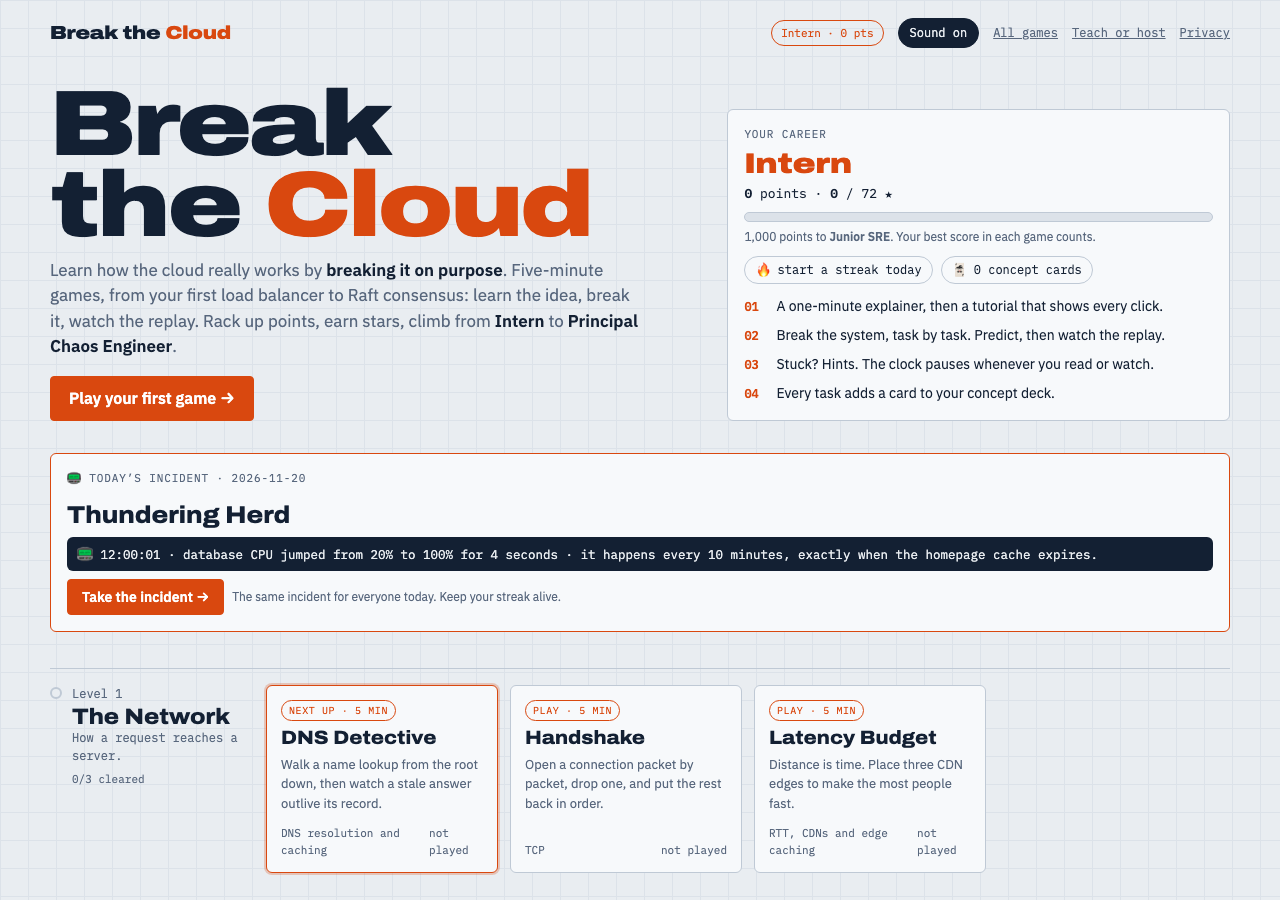 Break the Cloud
Intern · 0 pts
Sound on
All games
Teach or host
Privacy
Break
the Cloud
Learn how the cloud really works by breaking it on purpose. Five-minute
games, from your first load balancer to Raft consensus: learn the idea, break
it, watch the replay. Rack up points, earn stars, climb from Intern to Principal
Chaos Engineer.
Play your first game →
YOUR CAREER
Intern
0 points · 0 / 72 ★
1,000 points to Junior SRE. Your best score in each game counts.
🔥 start a streak today
🃏 0 concept cards
01 A one-minute explainer, then a tutorial that shows every click.
02 Break the system, task by task. Predict, then watch the replay.
03 Stuck? Hints. The clock pauses whenever you read or watch.
04 Every task adds a card to your concept deck.
📟 TODAY’S INCIDENT · 2026-11-20
Thundering Herd
📟 12:00:01 · database CPU jumped from 20% to 100% for 4 seconds · it happens every 10 minutes, exactly when the homepage cache expires.
Take the incident →
The same incident for everyone today. Keep your streak alive.
Level 1
The Network
How a request reaches a
server.
0/3 cleared
NEXT UP · 5 MIN
DNS Detective
Walk a name lookup from the root
down, then watch a stale answer
outlive its record.
DNS resolution and
caching
not
played
PLAY · 5 MIN
Handshake
Open a connection packet by
packet, drop one, and put the rest
back in order.
TCP
not played
PLAY · 5 MIN
Latency Budget
Distance is time. Place three CDN
edges to make the most people
fast.
RTT, CDNs and edge
caching
not
played